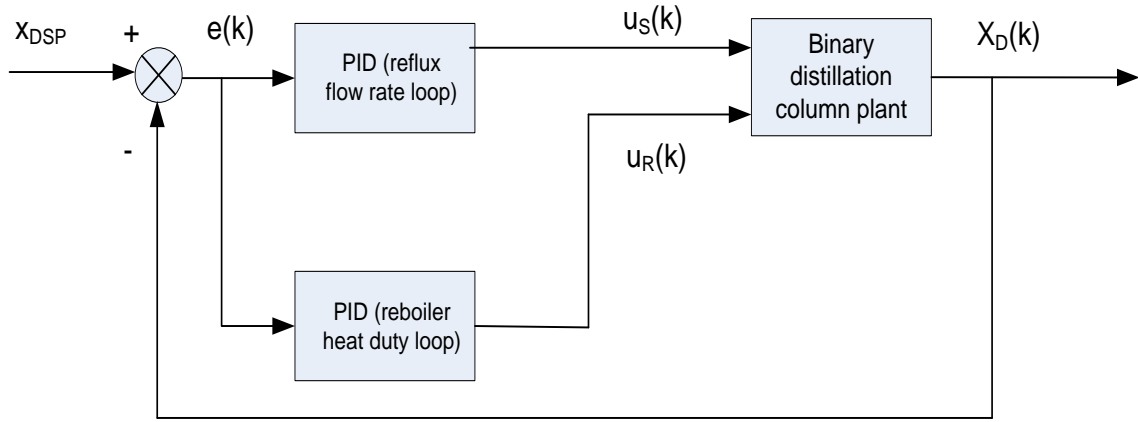 x_DSP
+
e(k)
PID (reflux
flow rate loop)
u_S(k)
Binary
distillation
column plant
X_D(k)
-
u_R(k)
PID (reboiler
heat duty loop)